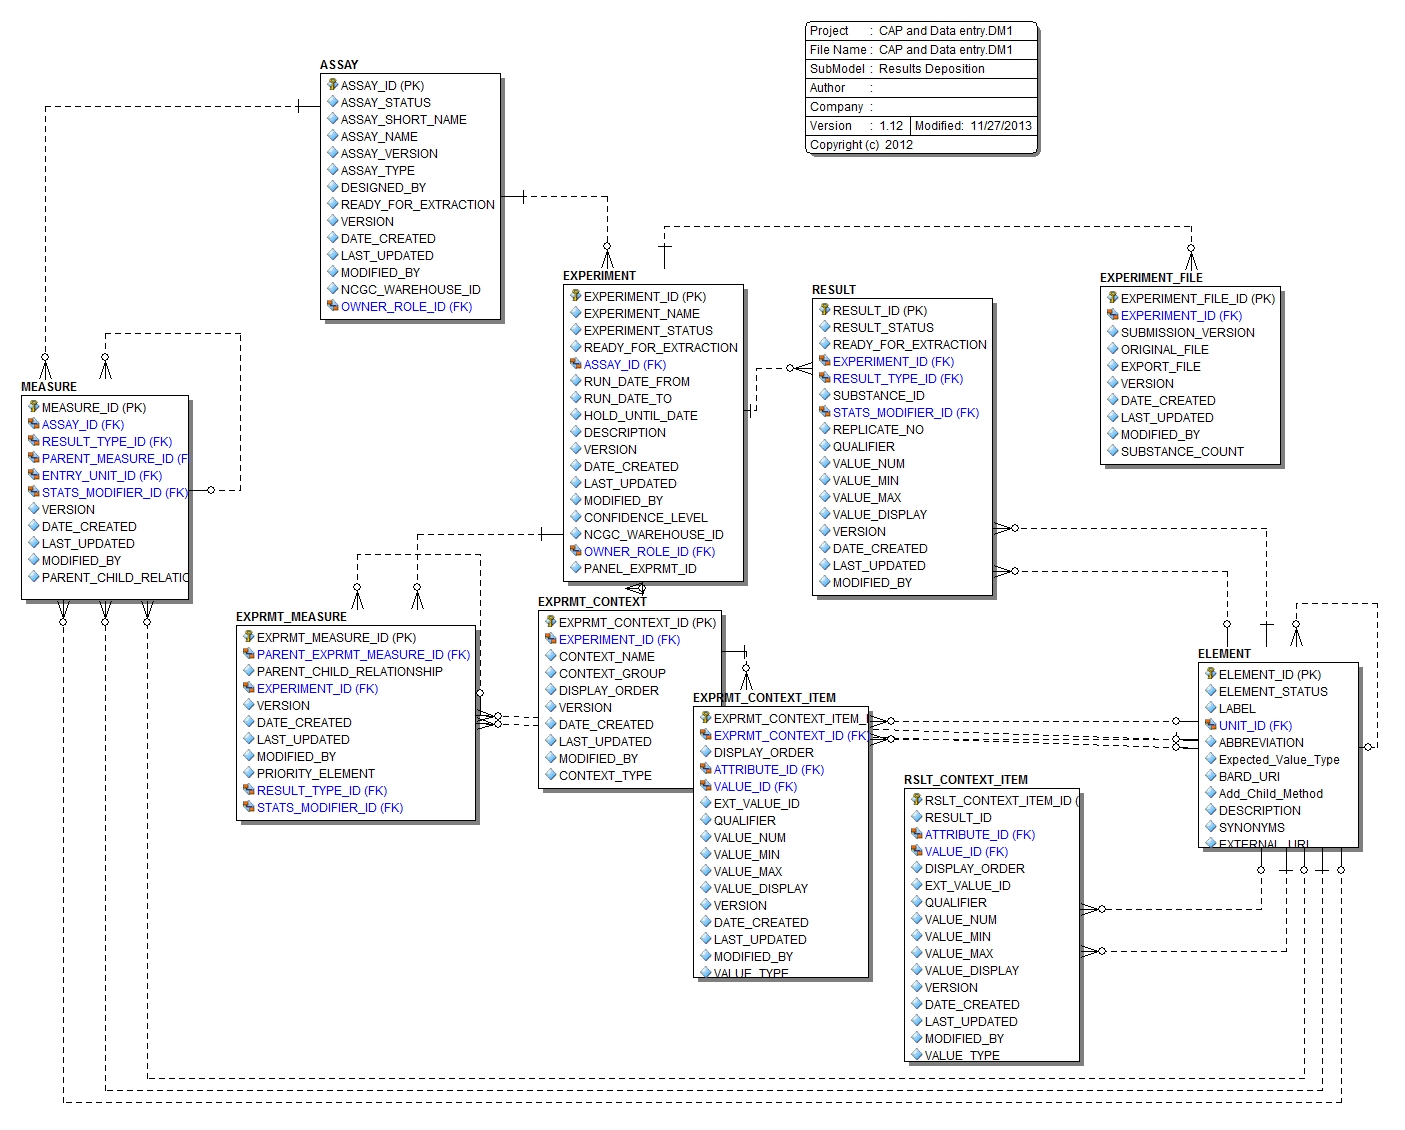 Project : CAP and Data entry.DM1
File Name : CAP and Data entry.DM1
SubModel : Results Deposition
Author :
Company :
Version : 1.12 Modified: 11/27/2013
Copyright (c) 2012
ASSAY
ASSAY_ID (PK)
ASSAY_STATUS
ASSAY_SHORT_NAME
ASSAY_NAME
ASSAY_VERSION
ASSAY_TYPE
DESIGNED_BY
READY_FOR_EXTRACTION
VERSION
DATE_CREATED
LAST_UPDATED
MODIFIED_BY
NCGC_WAREHOUSE_ID
OWNER_ROLE_ID (FK)
EXPERIMENT
EXPERIMENT_ID (PK)
EXPERIMENT_NAME
EXPERIMENT_STATUS
READY_FOR_EXTRACTION
ASSAY_ID (FK)
RUN_DATE_FROM
RUN_DATE_TO
HOLD_UNTIL_DATE
DESCRIPTION
VERSION
DATE_CREATED
LAST_UPDATED
MODIFIED_BY
CONFIDENCE_LEVEL
NCGC_WAREHOUSE_ID
OWNER_ROLE_ID (FK)
PANEL_EXPRMT_ID
RESULT
RESULT_ID (PK)
RESULT_STATUS
READY_FOR_EXTRACTION
EXPERIMENT_ID (FK)
RESULT_TYPE_ID (FK)
SUBSTANCE_ID
STATS_MODIFIER_ID (FK)
REPLICATE_NO
QUALIFIER
VALUE_NUM
VALUE_MIN
VALUE_MAX
VALUE_DISPLAY
VERSION
DATE_CREATED
LAST_UPDATED
MODIFIED_BY
EXPERIMENT_FILE
EXPERIMENT_FILE_ID (PK)
EXPERIMENT_ID (FK)
SUBMISSION_VERSION
ORIGINAL_FILE
EXPORT_FILE
VERSION
DATE_CREATED
LAST_UPDATED
MODIFIED_BY
SUBSTANCE_COUNT
MEASURE
MEASURE_ID (PK)
ASSAY_ID (FK)
RESULT_TYPE_ID (FK)
PARENT_MEASURE_ID (F
ENTRY_UNIT_ID (FK)
STATS_MODIFIER_ID (FK)
VERSION
DATE_CREATED
LAST_UPDATED
MODIFIED_BY
PARENT_CHILD_RELATIO
EXPRMT_MEASURE
EXPRMT_MEASURE_ID (PK)
PARENT_EXPRMT_MEASURE_ID (FK)
PARENT_CHILD_RELATIONSHIP
EXPERIMENT_ID (FK)
VERSION
DATE_CREATED
LAST_UPDATED
MODIFIED_BY
PRIORITY_ELEMENT
RESULT_TYPE_ID (FK)
STATS_MODIFIER_ID (FK)
EXPRMT_CONTEXT
EXPRMT_CONTEXT_ID (PK)
EXPERIMENT_ID (FK)
CONTEXT_NAME
CONTEXT_GROUP
DISPLAY_ORDER
VERSION
DATE_CREATED
LAST_UPDATED
MODIFIED_BY
CONTEXT_TYPE
EXPRMT_CONTEXT_ITEM
EXPRMT_CONTEXT_ITEM_I
EXPRMT_CONTEXT_ID (FK)
DISPLAY_ORDER
ATTRIBUTE_ID (FK)
VALUE_ID (FK)
EXT_VALUE_ID
QUALIFIER
VALUE_NUM
VALUE_MIN
VALUE_MAX
VALUE_DISPLAY
VERSION
DATE_CREATED
LAST_UPDATED
MODIFIED_BY
VALUE_TYPE
RSLT_CONTEXT_ITEM
RSLT_CONTEXT_ITEM_ID (
RESULT_ID
ATTRIBUTE_ID (FK)
VALUE_ID (FK)
DISPLAY_ORDER
EXT_VALUE_ID
QUALIFIER
VALUE_NUM
VALUE_MIN
VALUE_MAX
VALUE_DISPLAY
VERSION
DATE_CREATED
LAST_UPDATED
MODIFIED_BY
VALUE_TYPE
ELEMENT
ELEMENT_ID (PK)
ELEMENT_STATUS
LABEL
UNIT_ID (FK)
ABBREVIATION
Expected_Value_Type
BARD_URI
Add_Child_Method
DESCRIPTION
SYNONYMS
EXTERNAL_URL